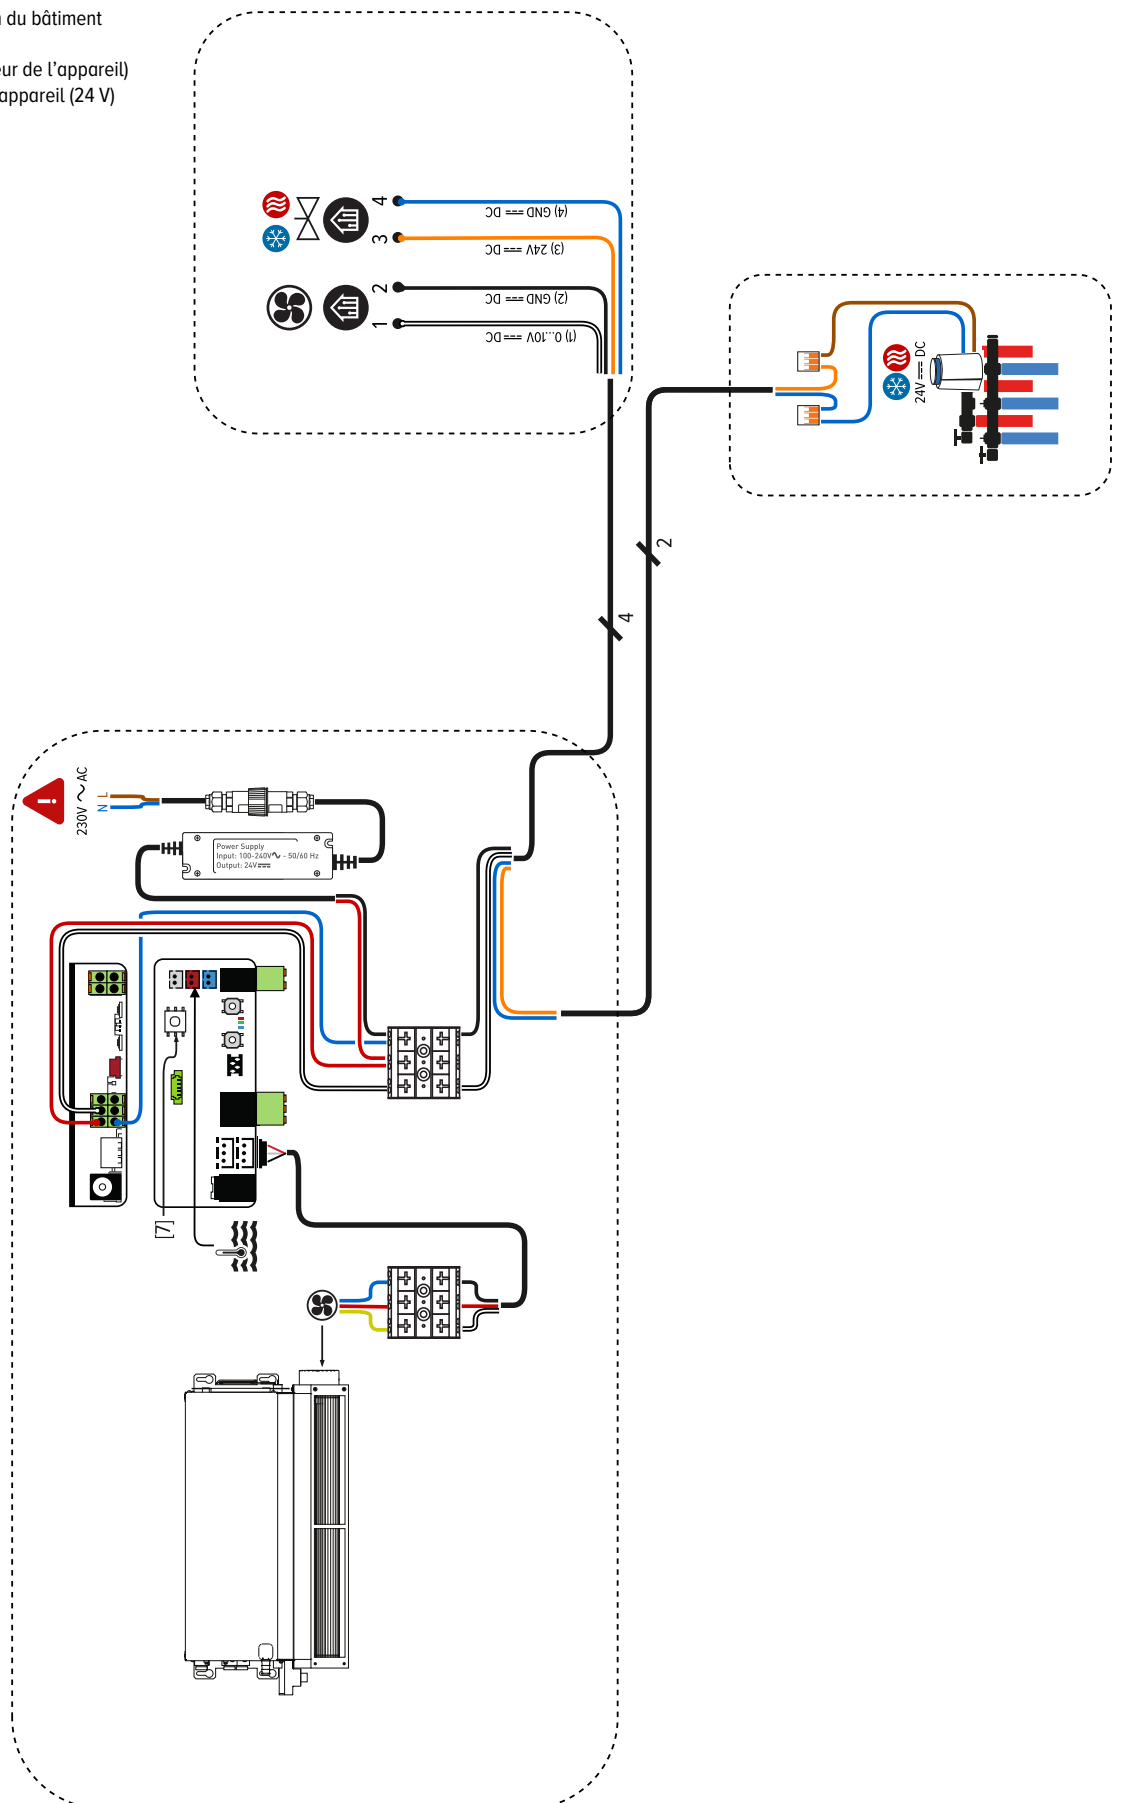 n du bâtiment
ur de l'appareil)
appareil (24 V)
4
(4) GND DC
3
(3) 24V DC
2
(2) GND DC
1
(1) 0...10V DC
24V DC
2
4
230V ~ AC
N L
Power Supply
Input: 100-240V~ - 50/60 Hz
Output: 24V
[7]